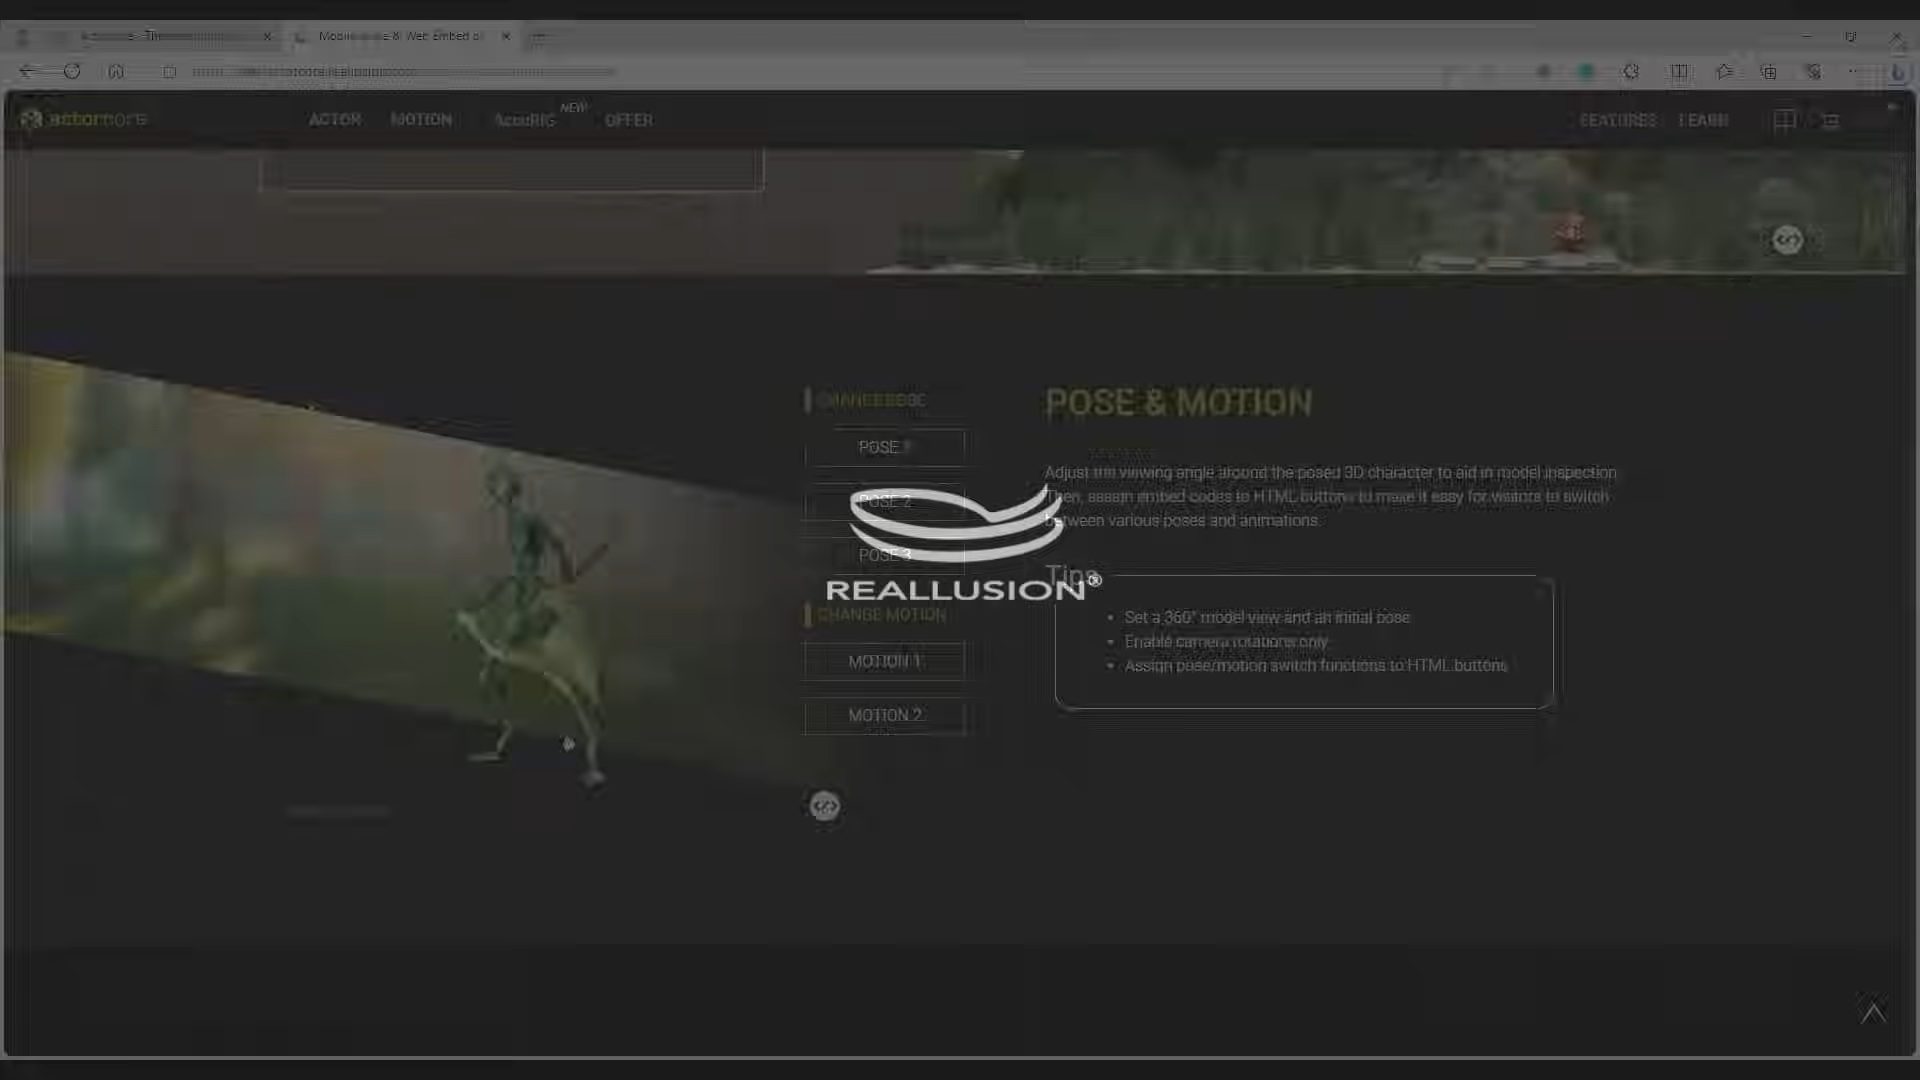 actorcore
ACTOR
MOTION
AccuRIG
NEW!
OFFER
FEATURES
LEARN
CHANGE POSE
POSE 1
POSE 2
POSE 3
CHANGE MOTION
MOTION 1
MOTION 2
POSE & MOTION
Adjust the viewing angle around the posed 3D character to aid in model inspection.
Then, assign embed codes to HTML buttons to make it easy for visitors to switch
between various poses and animations.
Tips
REALLUSION®
• Set a 360° model view and an initial pose
• Enable camera rotations only
• Assign pose/motion switch functions to HTML buttons